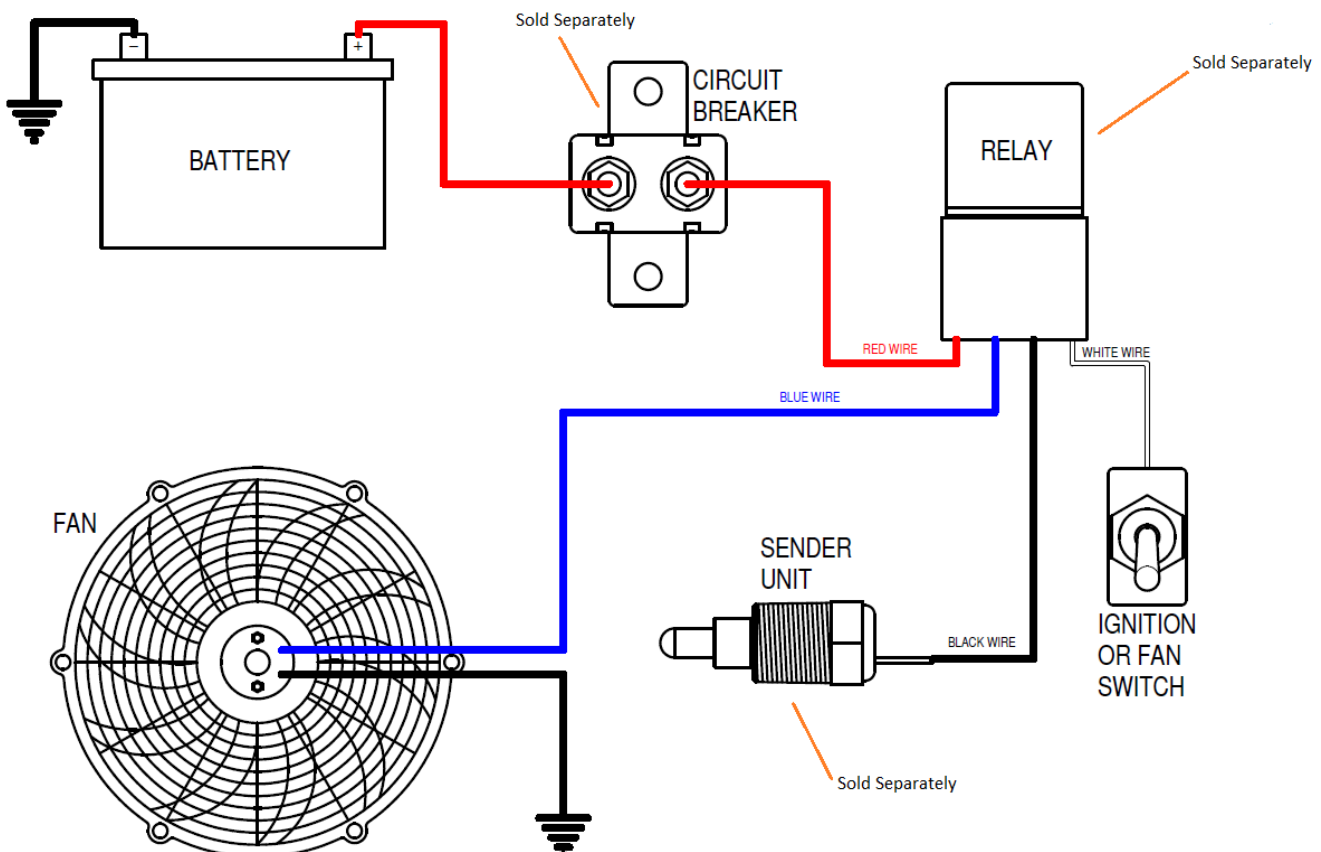 Sold Separately
CIRCUIT
BREAKER
Sold Separately
−
+
BATTERY
RELAY
RED WIRE
WHITE WIRE
BLUE WIRE
FAN
SENDER
UNIT
BLACK WIRE
IGNITION
OR FAN
SWITCH
Sold Separately